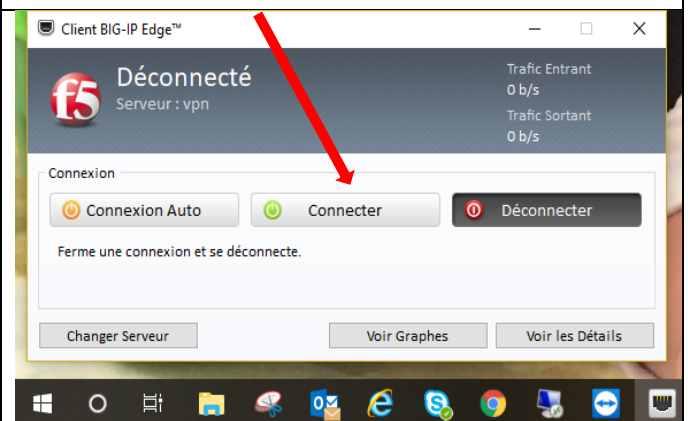 Client BIG-IP Edge™
f5
Déconnecté
Serveur : vpn
Trafic Entrant
0 b/s
Trafic Sortant
0 b/s
Connexion
Connexion Auto
Connecter
Déconnecter
Ferme une connexion et se déconnecte.
Changer Serveur
Voir Graphes
Voir les Détails